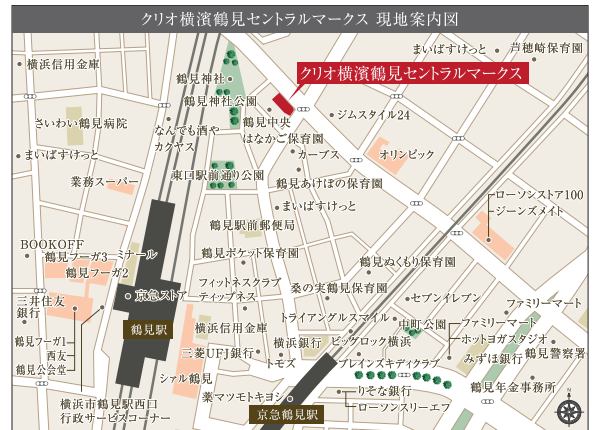 クリオ横濱鶴見セントラルマークス 現地案内図
まいばすけっと
芦穂崎保育園
横浜信用金庫
鶴見神社
クリオ横濱鶴見セントラルマークス
鶴見神社公園
さいわい鶴見病院
なんでも酒や
カクヤス
鶴見中央
はなかご保育園
ジムスタイル24
まいばすけっと
カーブス
オリンピック
業務スーパー
東口駅前通り公園
鶴見あけぼの保育園
ローソンストア100
ジーンズメイト
まいばすけっと
鶴見駅前郵便局
BOOKOFF
鶴見フーガ3
ミナール
鶴見フーガ2
鶴見ポケット保育園
鶴見ぬくもり保育園
京急ストア
フィットネスクラブ
ティップネス
桑の実鶴見保育園
セブンイレブン
ファミリーマート
三井住友
銀行
鶴見駅
横浜信用金庫
トライアングルスマイル
中町公園
ファミリーマート
ホットヨガスタジオ
鶴見フーガ1
西友
鶴見公会堂
三菱UFJ銀行
横浜銀行
ビッグロック横浜
みずほ銀行
鶴見警察署
トモズ
ブレインズキディクラブ
シァル鶴見
りそな銀行
鶴見年金事務所
横浜市鶴見駅西口
行政サービスコーナー
薬マツモトキヨシ
ローソンスリーエフ
京急鶴見駅
N